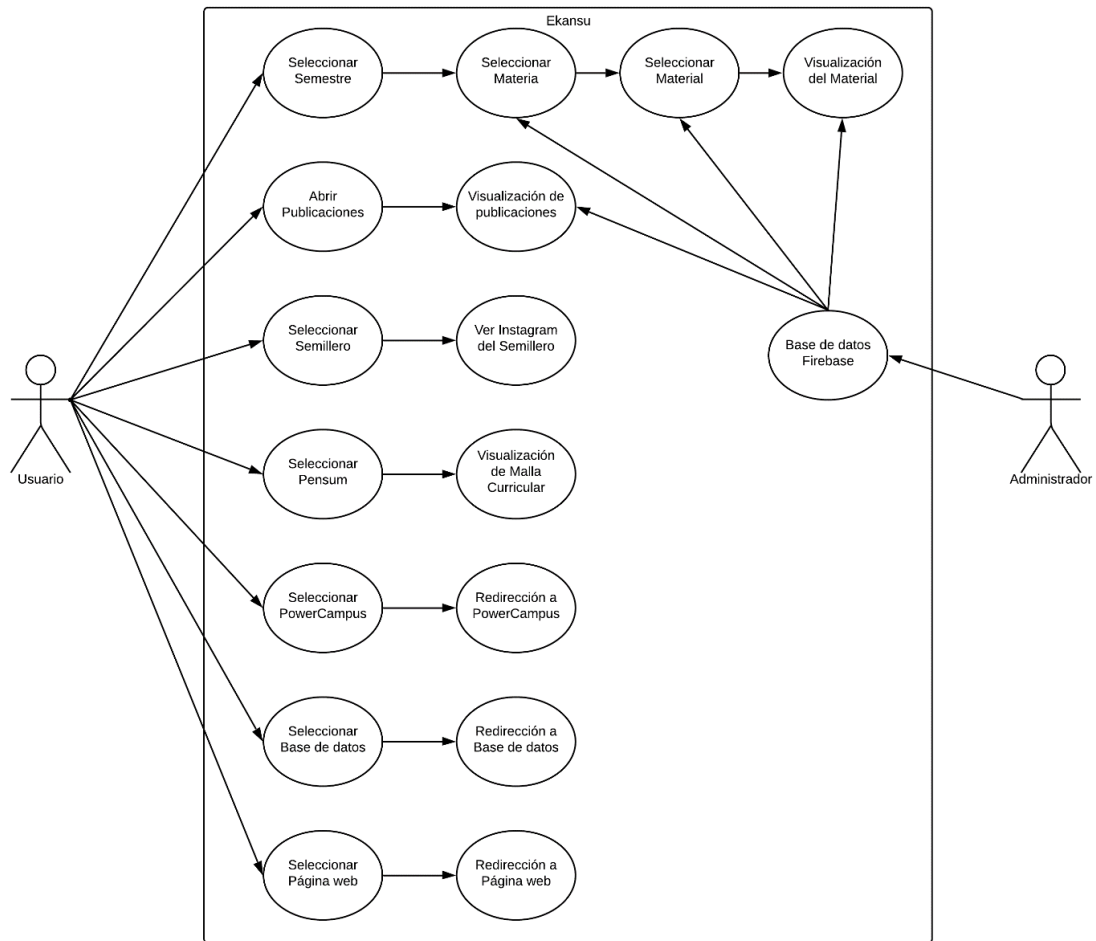 Ekansu
Seleccionar
Semestre
Seleccionar
Materia
Seleccionar
Material
Visualización
del Material
Abrir
Publicaciones
Visualización de
publicaciones
Seleccionar
Semillero
Ver Instagram
del Semillero
Base de datos
Firebase
Usuario
Administrador
Seleccionar
Pensum
Visualización
de Malla
Curricular
Seleccionar
PowerCampus
Redirección a
PowerCampus
Seleccionar
Base de datos
Redirección a
Base de datos
Seleccionar
Página web
Redirección a
Página web